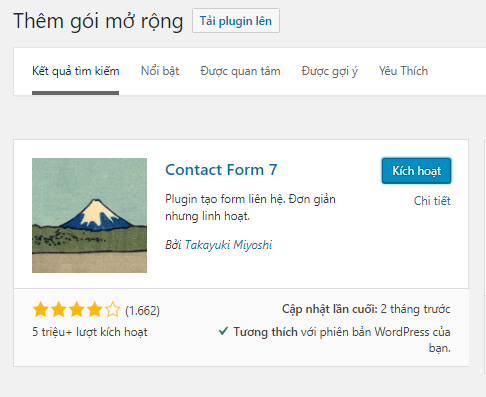 Thêm gói mở rộng Tải plugin lên
Kết quả tìm kiếm Nổi bật Được quan tâm Được gợi ý Yêu Thích
Contact Form 7 Kích hoạt
Plugin tạo form liên hệ. Đơn giản Chi tiết
nhưng linh hoạt.
Bởi Takayuki Miyoshi
(1.662) Cập nhật lần cuối: 2 tháng trước
5 triệu+ lượt kích hoạt Tương thích với phiên bản WordPress của
bạn.